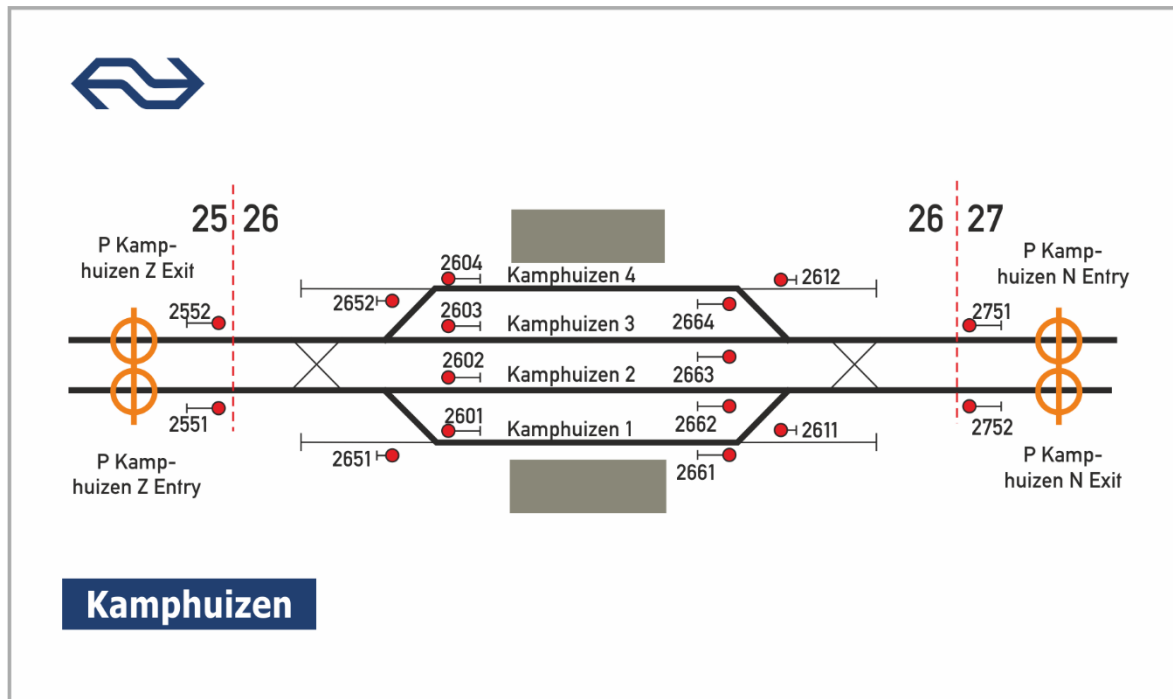 25 26
26 27
P Kamp-
huizen Z Exit
P Kamp-
huizen N Entry
2604
Kamphuizen 4
2612
2652
2552
2603
Kamphuizen 3
2664
2751
2602
Kamphuizen 2
2663
2551
2601
Kamphuizen 1
2662
2611
2752
2651
2661
P Kamp-
huizen Z Entry
P Kamp-
huizen N Exit
Kamphuizen